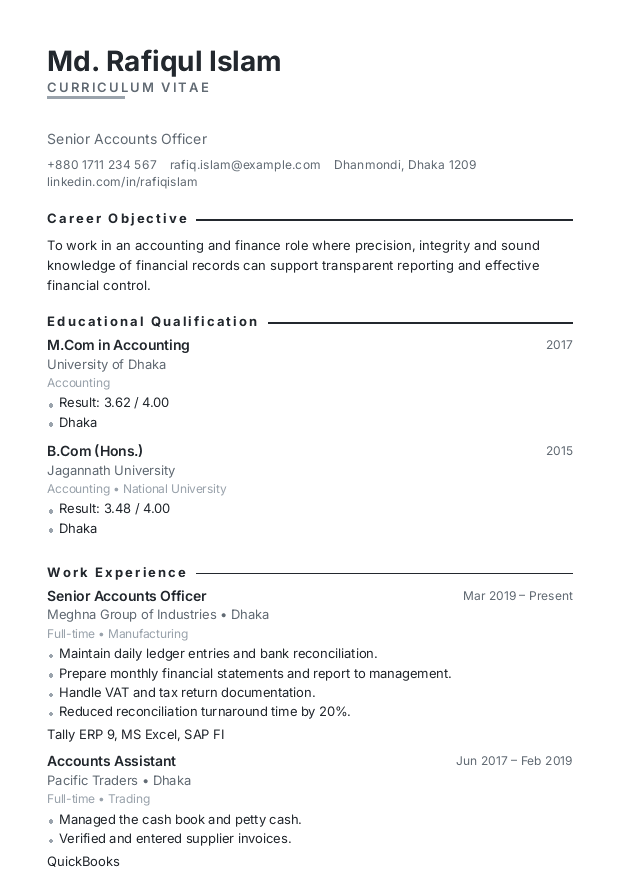 Md. Rafiqul Islam
CURRICULUM VITAE
Senior Accounts Officer
+880 1711 234 567 rafiq.islam@example.com Dhanmondi, Dhaka 1209
linkedin.com/in/rafiqislam
Career Objective
To work in an accounting and finance role where precision, integrity and sound
knowledge of financial records can support transparent reporting and effective
financial control.
Educational Qualification
M.Com in Accounting 2017
University of Dhaka
Accounting
• Result: 3.62 / 4.00
• Dhaka
B.Com (Hons.) 2015
Jagannath University
Accounting • National University
• Result: 3.48 / 4.00
• Dhaka
Work Experience
Senior Accounts Officer Mar 2019 – Present
Meghna Group of Industries • Dhaka
Full-time • Manufacturing
• Maintain daily ledger entries and bank reconciliation.
• Prepare monthly financial statements and report to management.
• Handle VAT and tax return documentation.
• Reduced reconciliation turnaround time by 20%.
Tally ERP 9, MS Excel, SAP FI
Accounts Assistant Jun 2017 – Feb 2019
Pacific Traders • Dhaka
Full-time • Trading
• Managed the cash book and petty cash.
• Verified and entered supplier invoices.
QuickBooks